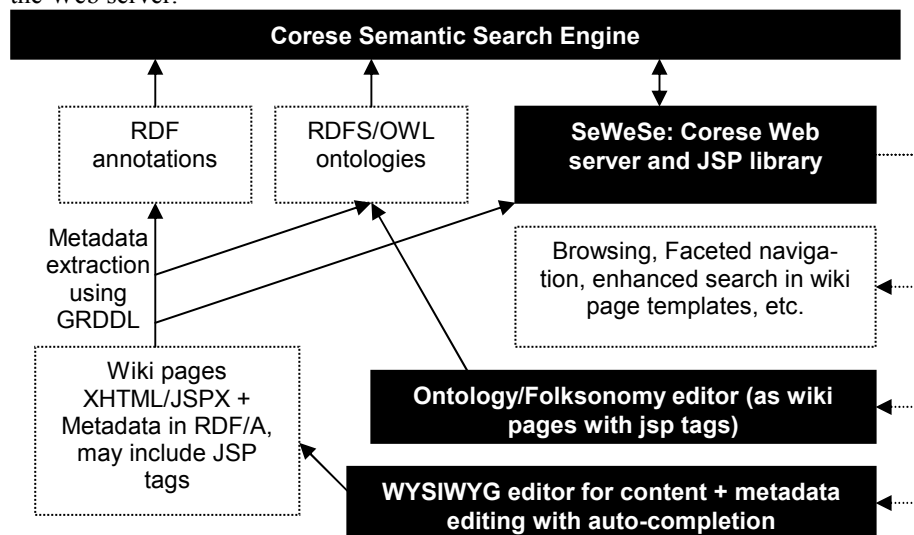 the Web server.
Corese Semantic Search Engine
RDF
annotations
RDFS/OWL
ontologies
SeWeSe: Corese Web
server and JSP library
Metadata
extraction
using
GRDDL
Browsing, Faceted naviga-
tion, enhanced search in wiki
page templates, etc.
Wiki pages
XHTML/JSPX +
Metadata in RDF/A,
may include JSP
tags
Ontology/Folksonomy editor (as wiki
pages with jsp tags)
WYSIWYG editor for content + metadata
editing with auto-completion